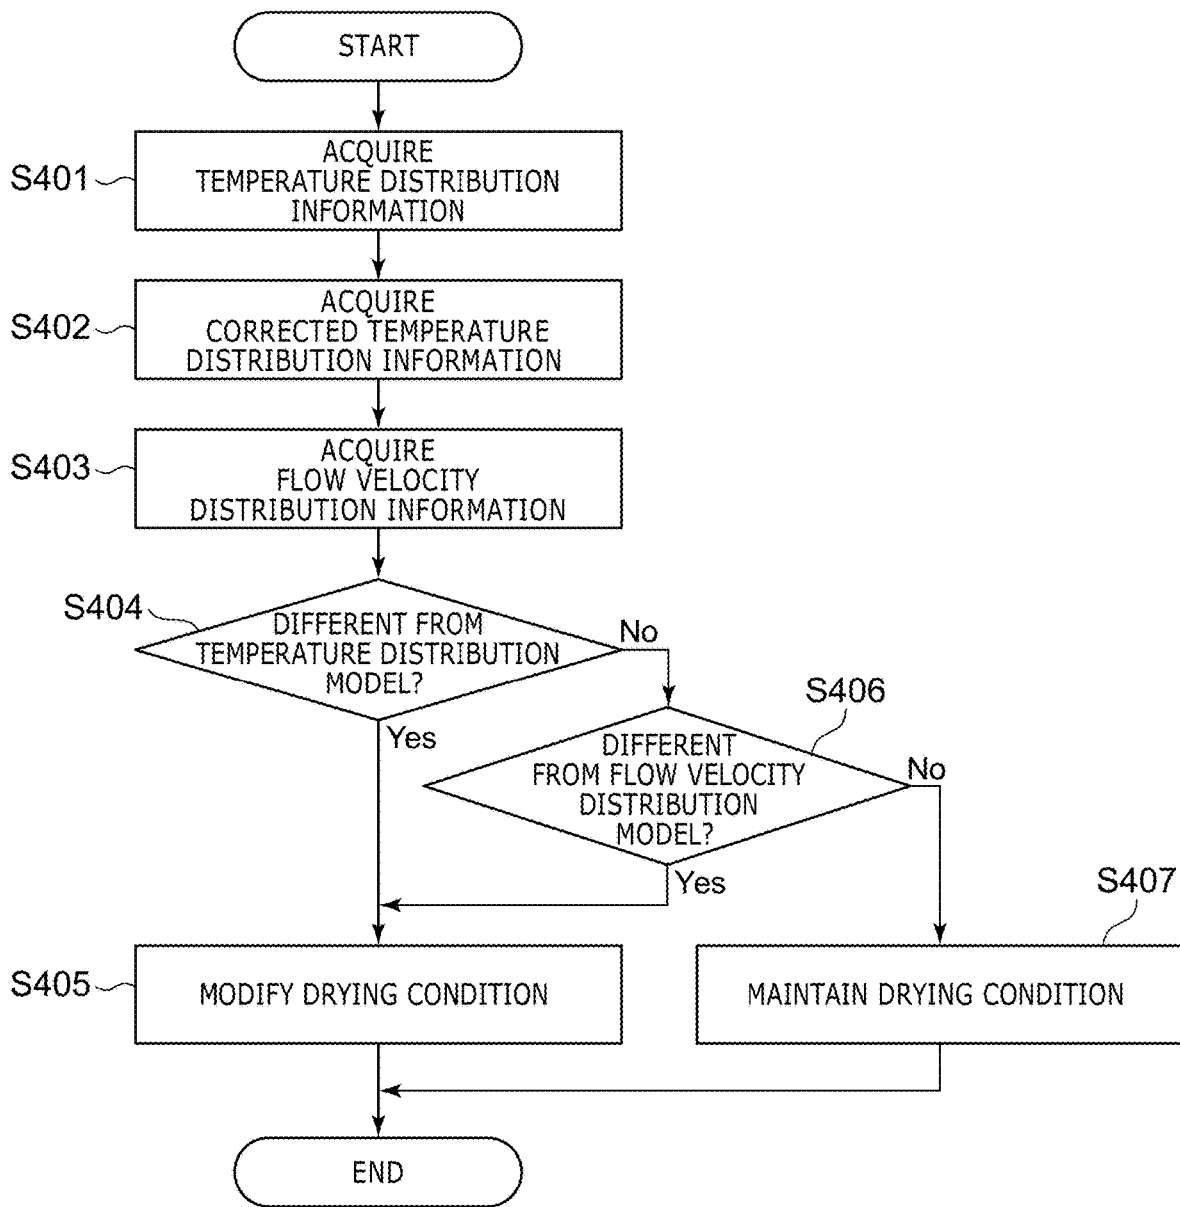 START
S401
ACQUIRE
TEMPERATURE DISTRIBUTION
INFORMATION
S402
ACQUIRE
CORRECTED TEMPERATURE
DISTRIBUTION INFORMATION
S403
ACQUIRE
FLOW VELOCITY
DISTRIBUTION INFORMATION
S404
DIFFERENT FROM
TEMPERATURE DISTRIBUTION
MODEL?
No
Yes
S406
DIFFERENT
FROM FLOW VELOCITY
DISTRIBUTION
MODEL?
No
Yes
S405
MODIFY DRYING CONDITION
S407
MAINTAIN DRYING CONDITION
END